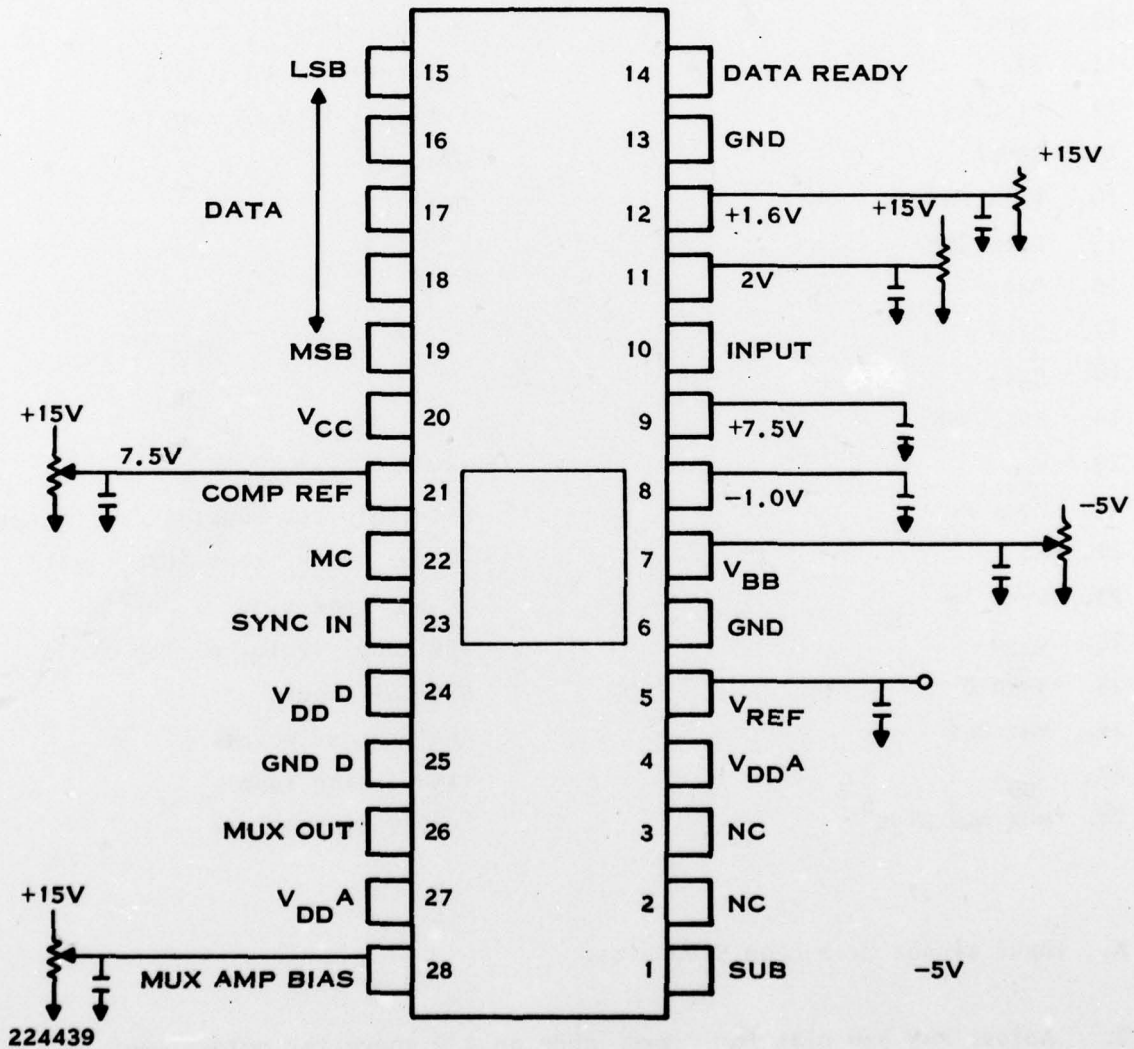 LSB 15 14 DATA READY
16 13 GND
+15V
DATA 17 12 +1.6V +15V
18 11 2V
MSB 19 10 INPUT
+15V
VCC 20 9 +7.5V
7.5V
COMP REF 21 8 -1.0V
-5V
MC 22 7 VBB
SYNC IN 23 6 GND
VDD D 24 5 VREF
GND D 25 4 VDDA
MUX OUT 26 3 NC
+15V
VDDA 27 2 NC
MUX AMP BIAS 28 1 SUB -5V
224439